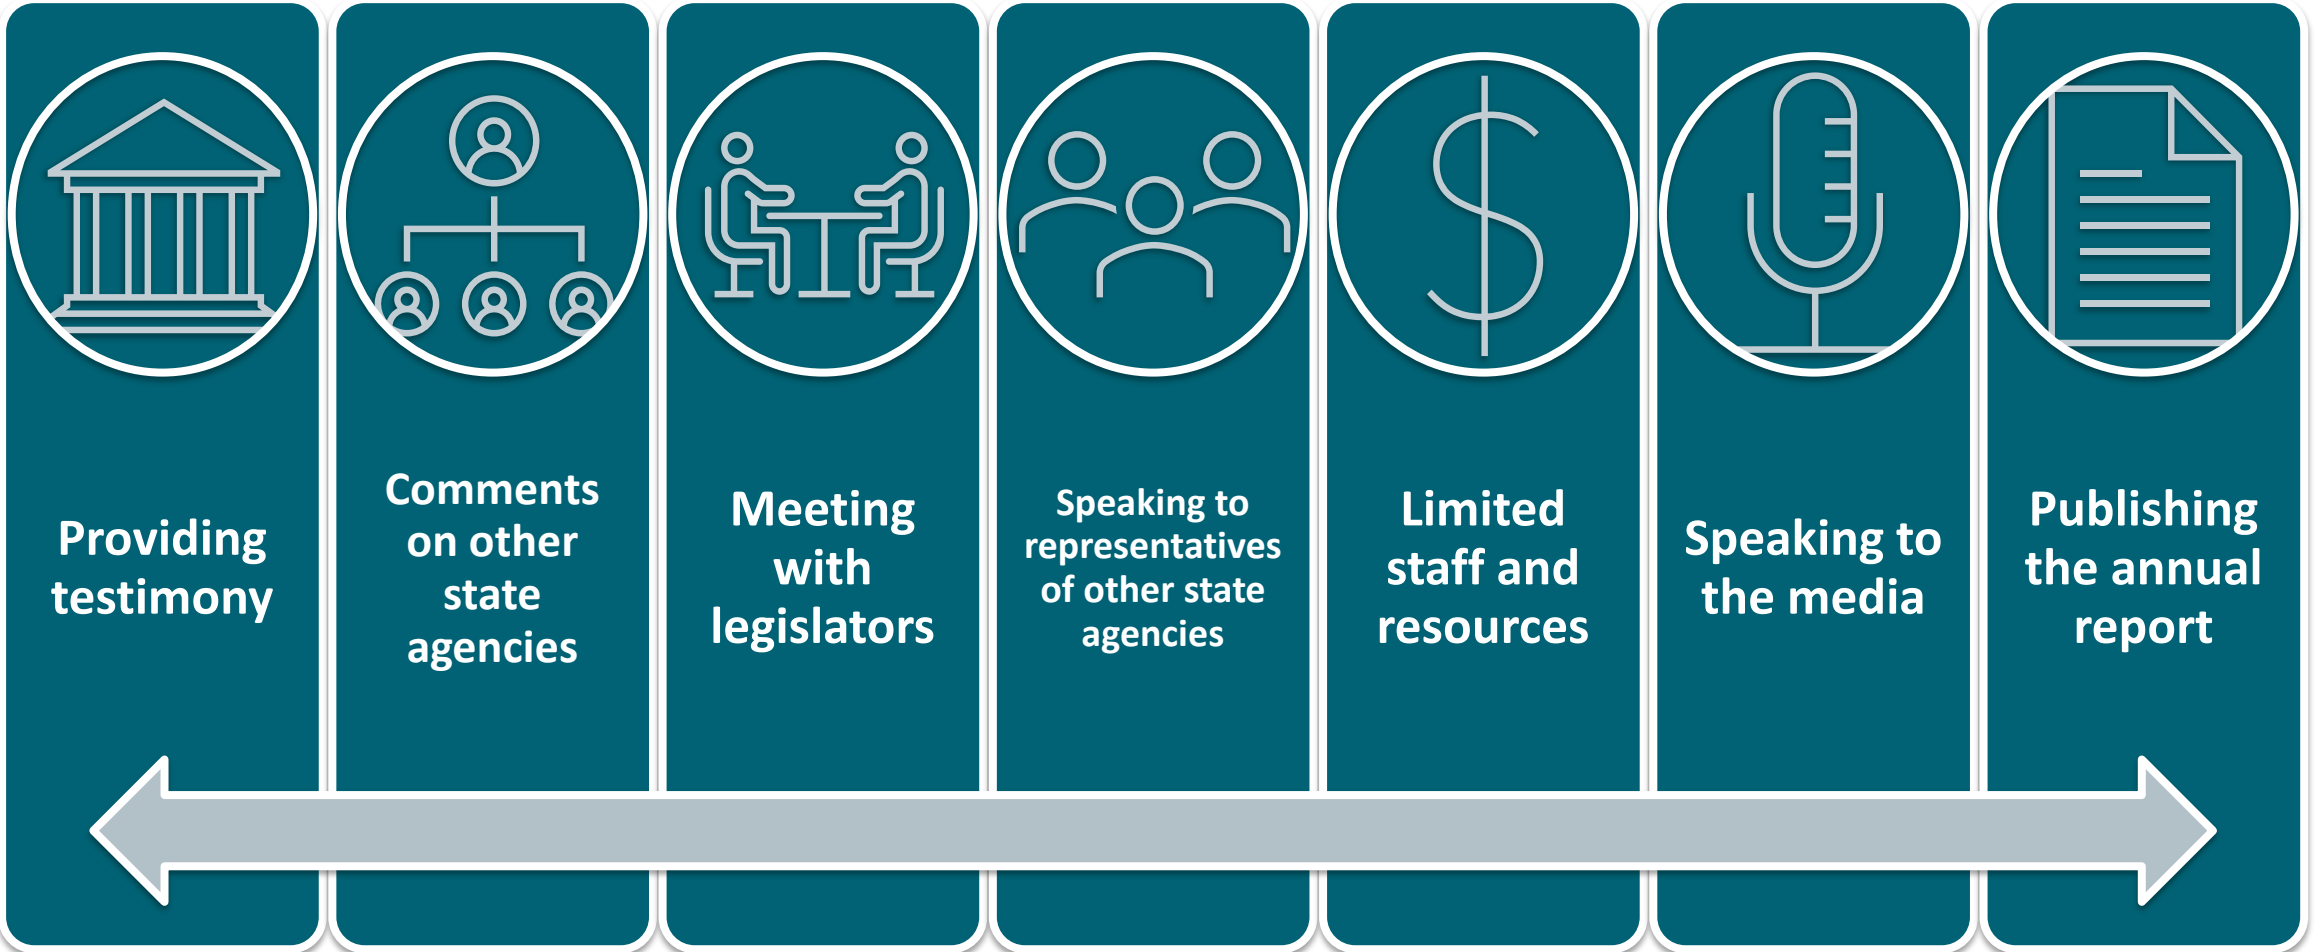 Providing
testimony
Comments
on other
state
agencies
Meeting
with
legislators
Speaking to
representatives
of other state
agencies
Limited
staff and
resources
Speaking to
the media
Publishing
the annual
report